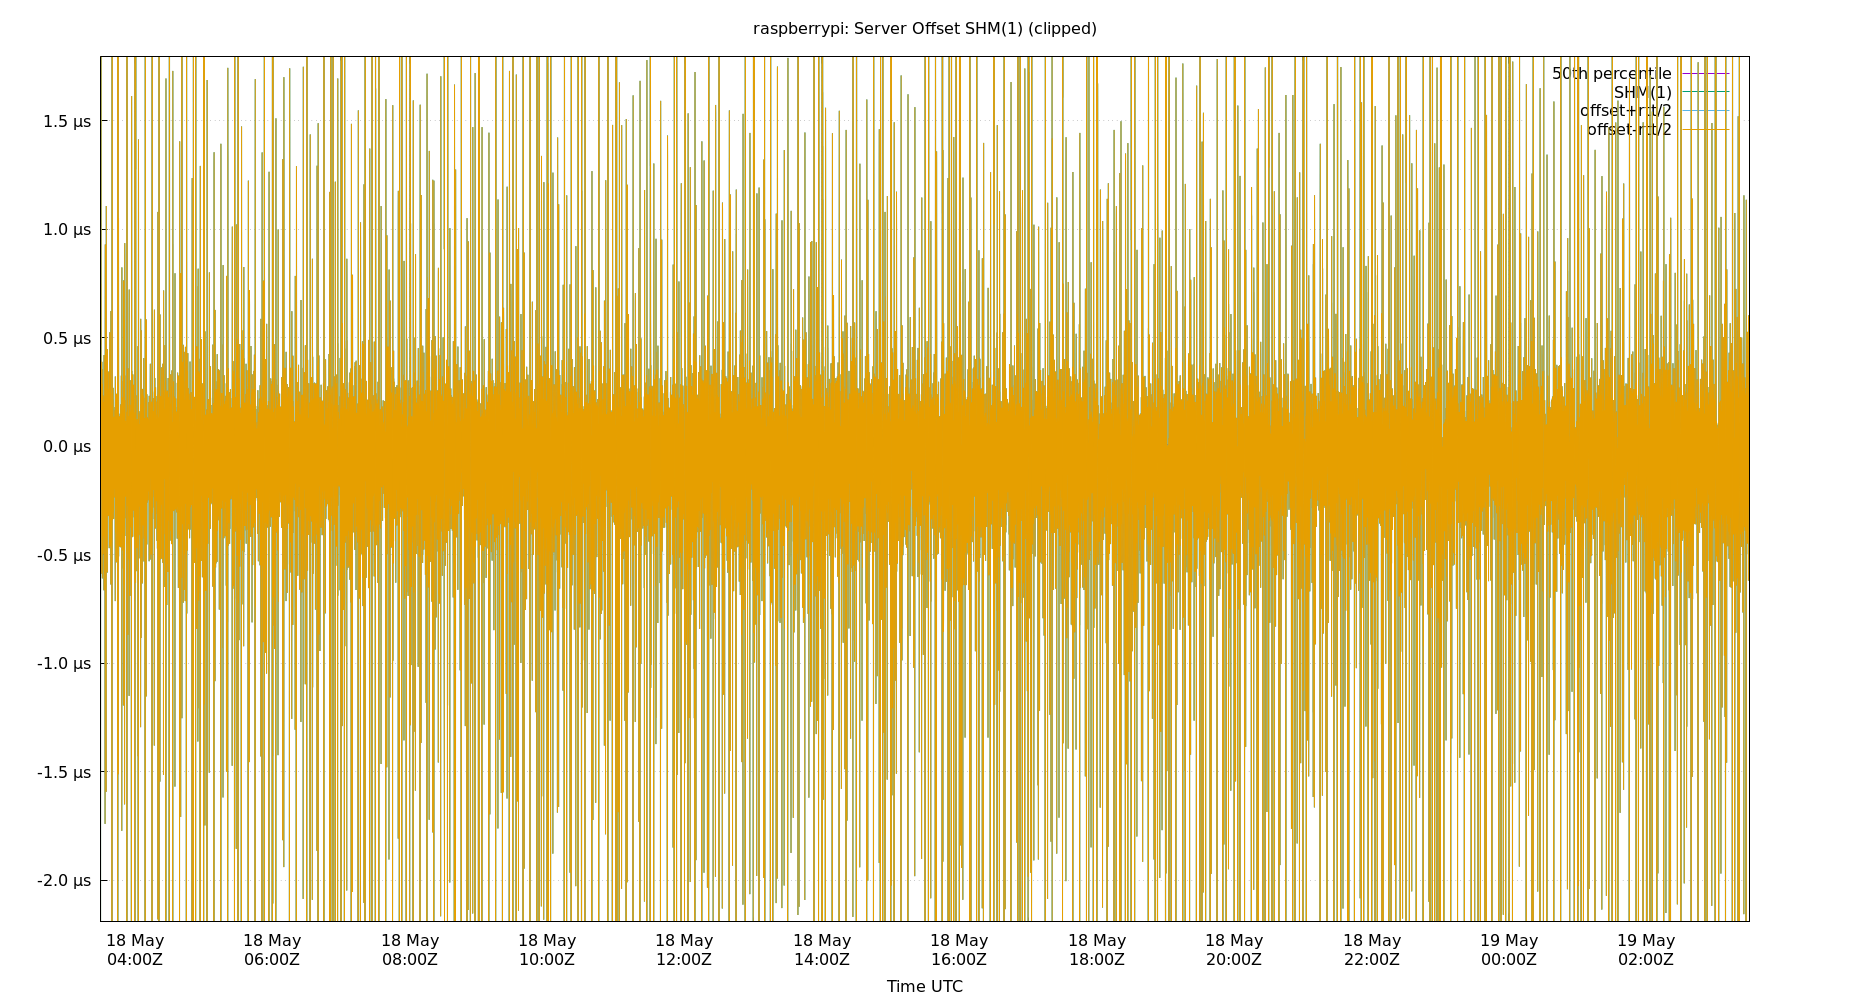 raspberrypi: Server Offset SHM(1) (clipped)
50th percentile
SHM(1)
offset+rtt/2
offset-rtt/2
1.5 µs
1.0 µs
0.5 µs
0.0 µs
-0.5 µs
-1.0 µs
-1.5 µs
-2.0 µs
18 May 18 May 18 May 18 May 18 May 18 May 18 May 18 May 18 May 18 May 19 May 19 May
04:00Z 06:00Z 08:00Z 10:00Z 12:00Z 14:00Z 16:00Z 18:00Z 20:00Z 22:00Z 00:00Z 02:00Z
Time UTC